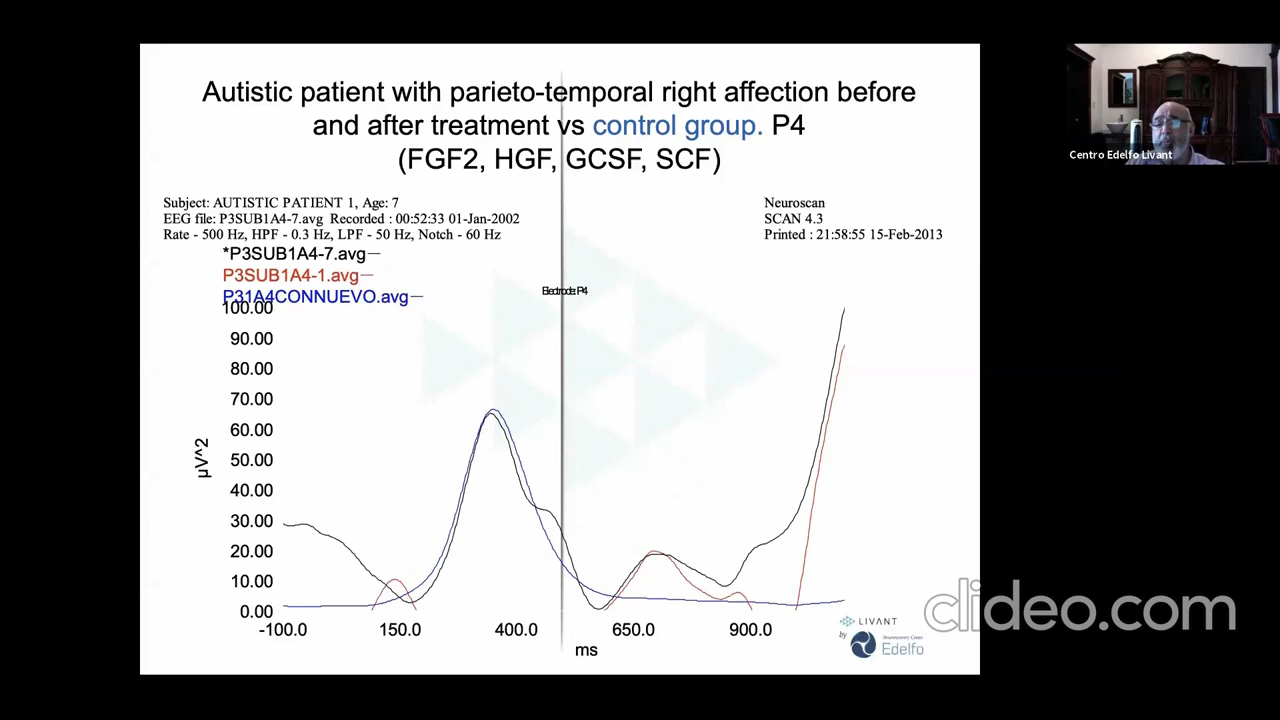 Autistic patient with parieto-temporal right affection before
and after treatment vs control group. P4
(FGF2, HGF, GCSF, SCF)
Centro Edelfo Livant
Subject: AUTISTIC PATIENT 1, Age: 7
EEG file: P3SUB1A4-7.avg Recorded : 00:52:33 01-Jan-2002
Rate - 500 Hz, HPF - 0.3 Hz, LPF - 50 Hz, Notch - 60 Hz
Neuroscan
SCAN 4.3
Printed : 21:58:55 15-Feb-2013
*P3SUB1A4-7.avg
P3SUB1A4-1.avg
P31A4CONNUEVO.avg
Electrode: P4
100.00
90.00
80.00
70.00
60.00
50.00
40.00
30.00
20.00
10.00
0.00
µV^2
-100.0 150.0 400.0 650.0 900.0
ms
LIVANT
by
Edelfo
clideo.com